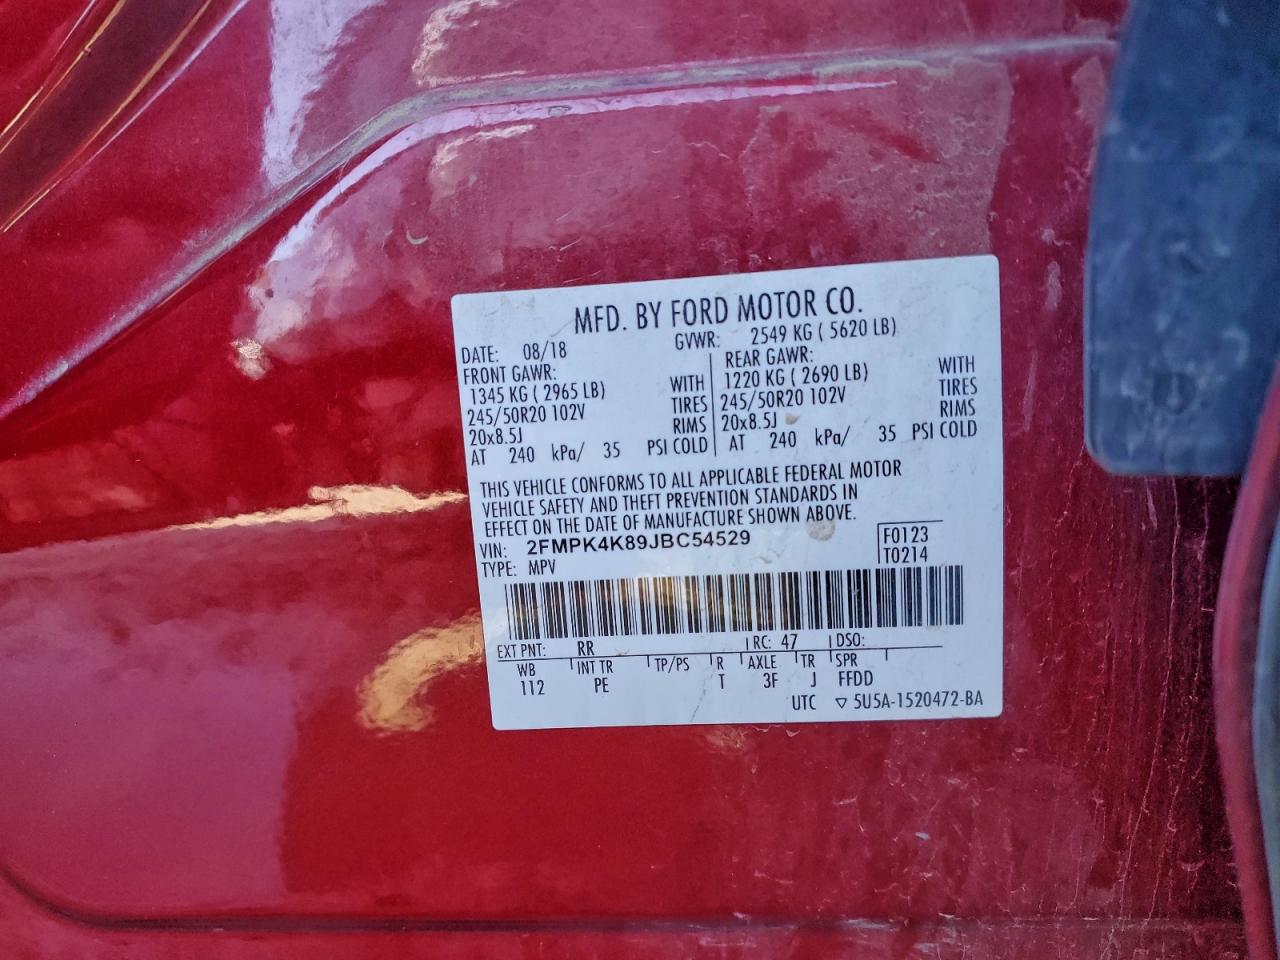 MFD. BY FORD MOTOR CO.
DATE: 08/18 GVWR: 2549 KG ( 5620 LB)
FRONT GAWR: REAR GAWR:
1345 KG ( 2965 LB) WITH 1220 KG ( 2690 LB) WITH
245/50R20 102V TIRES 245/50R20 102V TIRES
20x8.5J RIMS 20x8.5J RIMS
AT 240 kPa/ 35 PSI COLD AT 240 kPa/ 35 PSI COLD
THIS VEHICLE CONFORMS TO ALL APPLICABLE FEDERAL MOTOR
VEHICLE SAFETY AND THEFT PREVENTION STANDARDS IN
EFFECT ON THE DATE OF MANUFACTURE SHOWN ABOVE.
VIN: 2FMPK4K89JBC54529 F0123
TYPE: MPV T0214
EXT PNT: RR RC: 47 DSO:
WB INT TR TP/PS R AXLE TR SPR
112 PE T 3F J FFDD
UTC ▽ 5U5A-1520472-BA